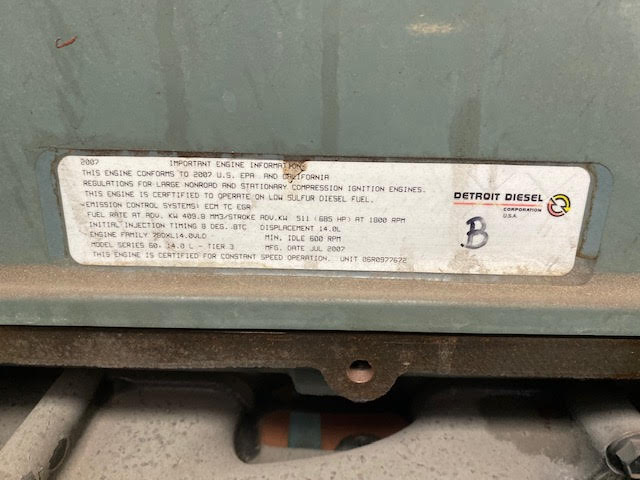 2007 IMPORTANT ENGINE INFORMATION
THIS ENGINE CONFORMS TO 2007 U.S. EPA AND CALIFORNIA
REGULATIONS FOR LARGE NONROAD AND STATIONARY COMPRESSION IGNITION ENGINES.
THIS ENGINE IS CERTIFIED TO OPERATE ON LOW SULFUR DIESEL FUEL.
EMISSION CONTROL SYSTEMS: ECM TC EGR
FUEL RATE AT ADV. KW 409.8 MM3/STROKE ADV.KW 511 (685 HP) AT 1800 RPM
INITIAL INJECTION TIMING 8 DEG. BTC DISPLACEMENT 14.0L
ENGINE FAMILY 7DDXL14.0VLD MIN. IDLE 600 RPM
MODEL SERIES 60, 14.0 L - TIER 3 MFG. DATE JUL 2007
THIS ENGINE IS CERTIFIED FOR CONSTANT SPEED OPERATION. UNIT 06R0977672
DETROIT DIESEL
CORPORATION
U.S.A.
B